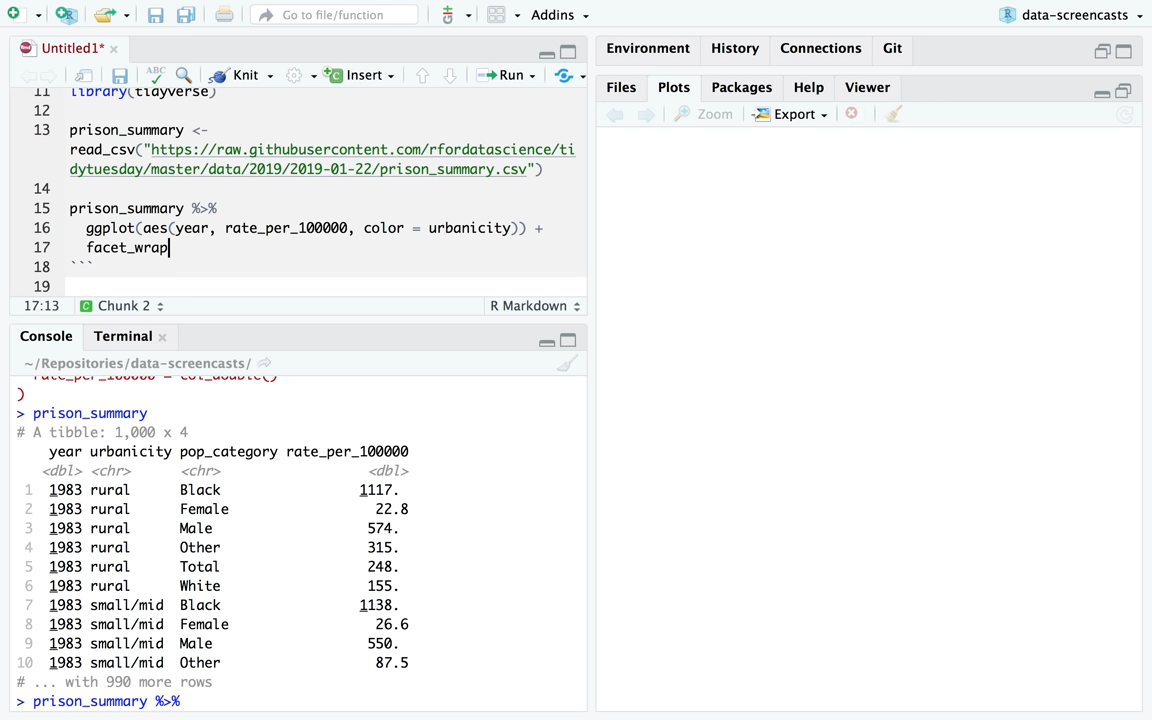 Go to file/function
Addins
data-screencasts
Untitled1*
ABC
Knit
Insert
Run
11 library(tidyverse)
12
13 prison_summary <-
read_csv("https://raw.githubusercontent.com/rfordatascience/ti
dytuesday/master/data/2019/2019-01-22/prison_summary.csv")
14
15 prison_summary %>%
16 ggplot(aes(year, rate_per_100000, color = urbanicity)) +
17 facet_wrap
18 ```
19
17:13 C Chunk 2 R Markdown
Console Terminal
~/Repositories/data-screencasts/
rate_per_100000 = col_double()
)
> prison_summary
# A tibble: 1,000 x 4
year urbanicity pop_category rate_per_100000
<dbl> <chr> <chr> <dbl>
1 1983 rural Black 1117.
2 1983 rural Female 22.8
3 1983 rural Male 574.
4 1983 rural Other 315.
5 1983 rural Total 248.
6 1983 rural White 155.
7 1983 small/mid Black 1138.
8 1983 small/mid Female 26.6
9 1983 small/mid Male 550.
10 1983 small/mid Other 87.5
# ... with 990 more rows
> prison_summary %>%
Environment History Connections Git
Files Plots Packages Help Viewer
Zoom Export